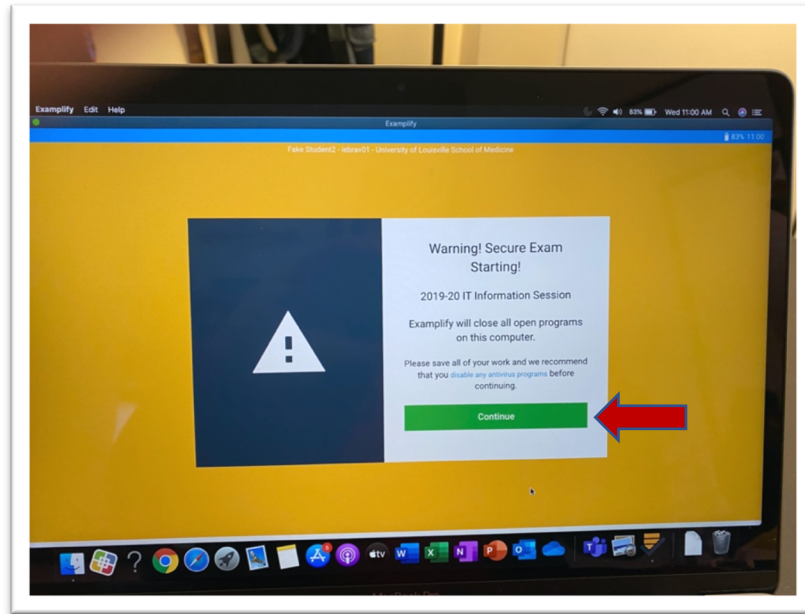 Examplify Edit Help
83% Wed 11:00 AM
Examplify
83% 11:00
Fake Student2 - University of Louisville School of Medicine
Warning! Secure Exam
Starting!
2019-20 IT Information Session
Examplify will close all open programs
on this computer.
Please save all of your work and we recommend
that you disable any antivirus programs before
continuing.
Continue
tv
W
X
N
P